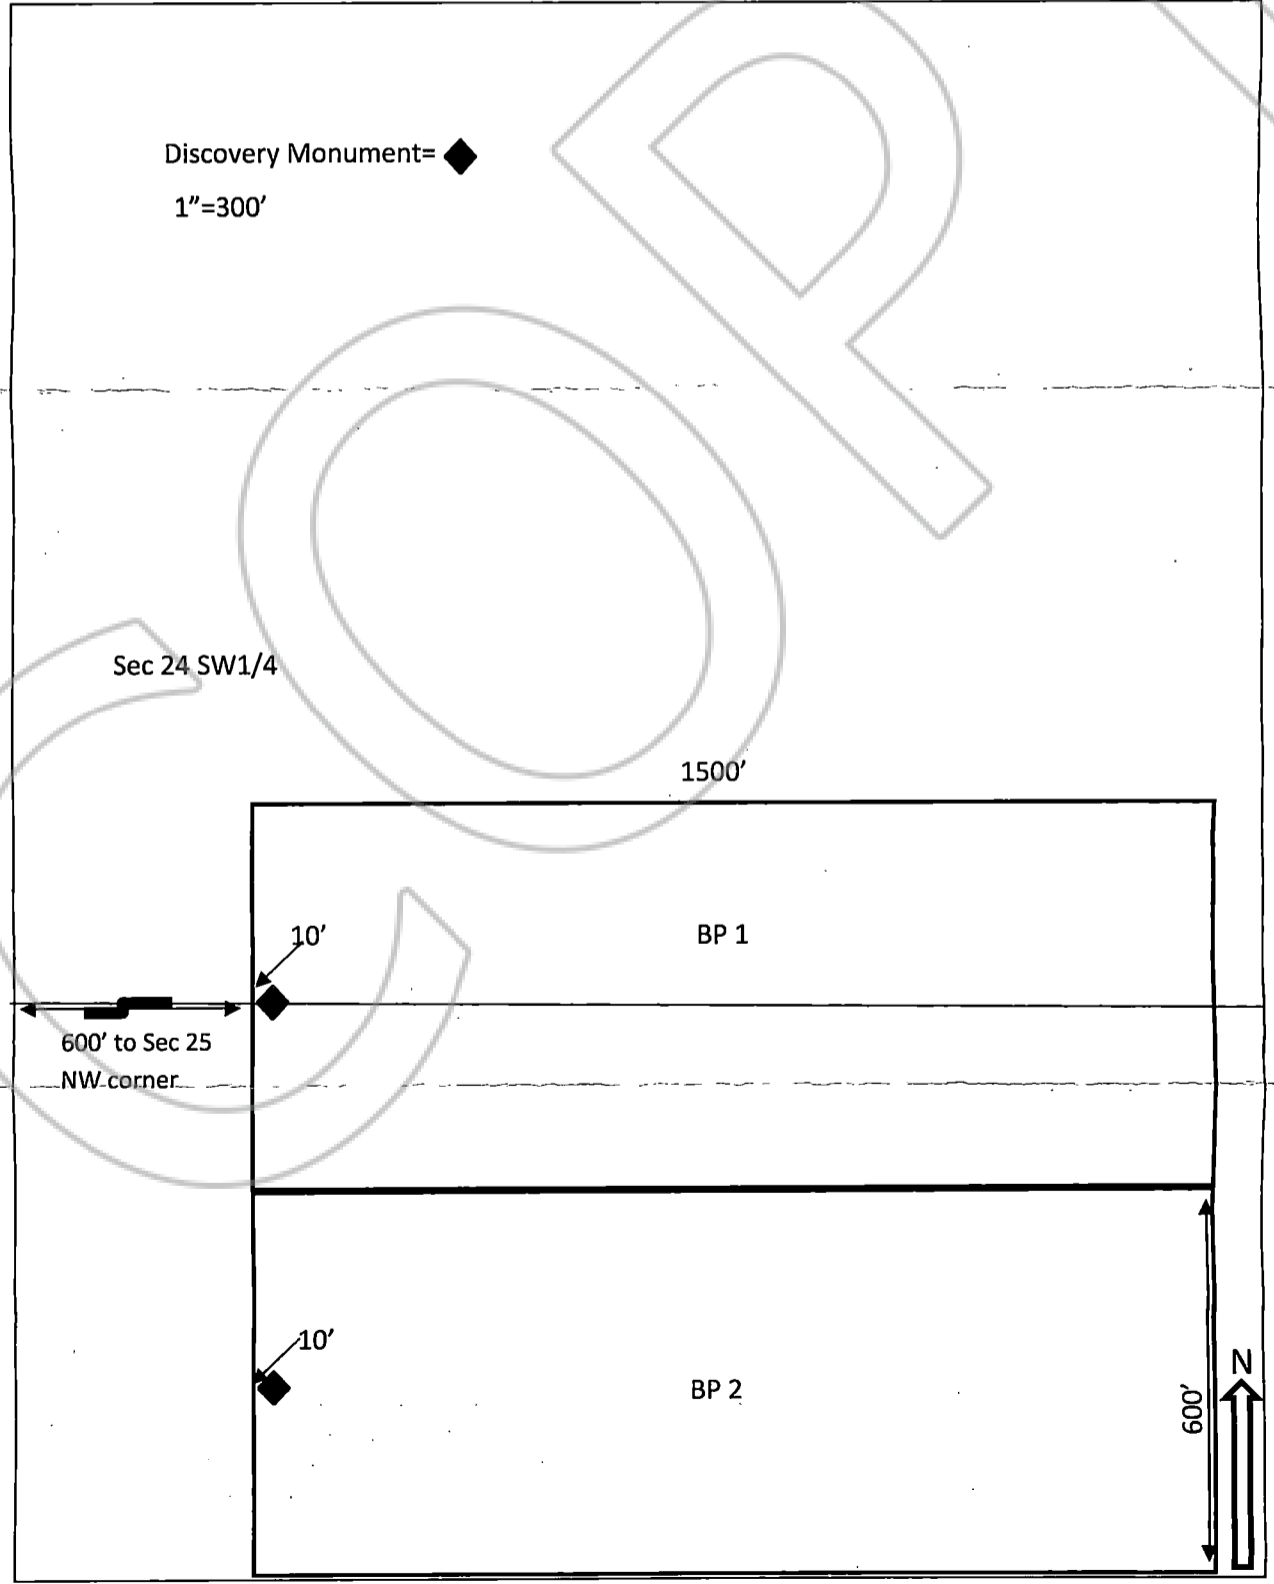 Discovery Monument=
1"=300'
Sec 24 SW1/4
1500'
BP 1
10'
600' to Sec 25
NW corner
10'
BP 2
600'
N
COP